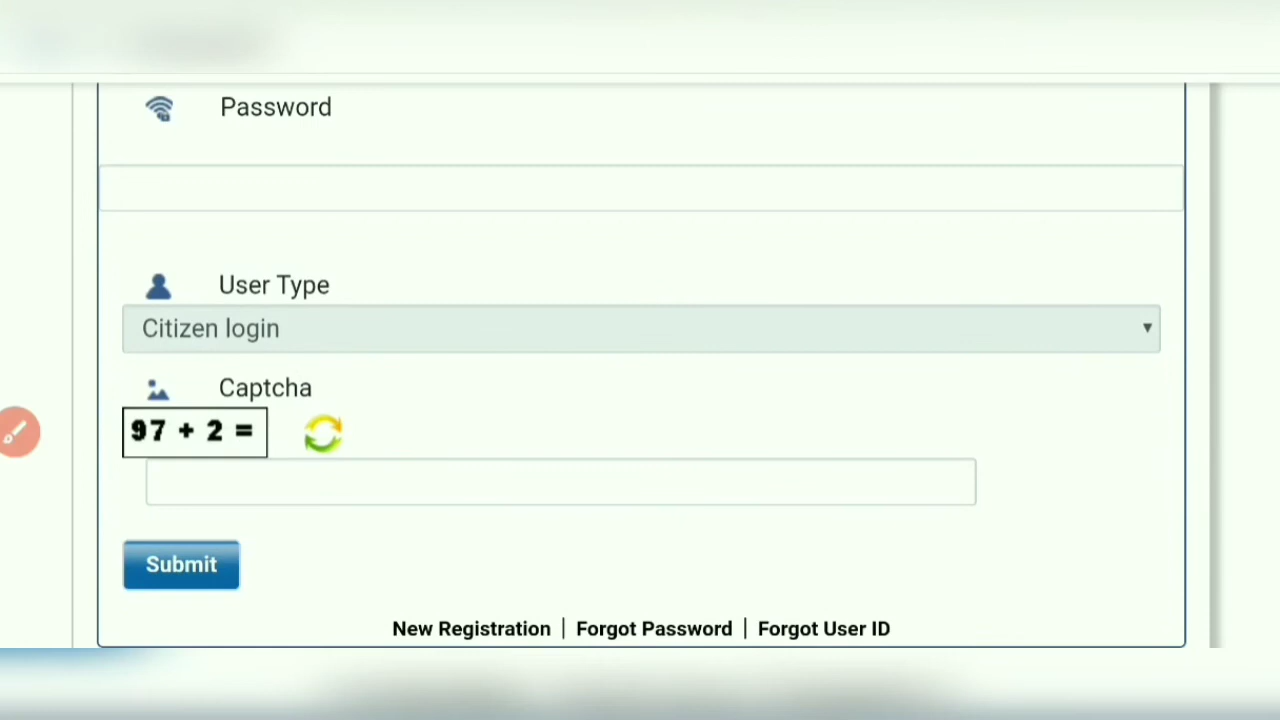 Password
User Type
Citizen login
Captcha
97 + 2 =
Submit
New Registration | Forgot Password | Forgot User ID